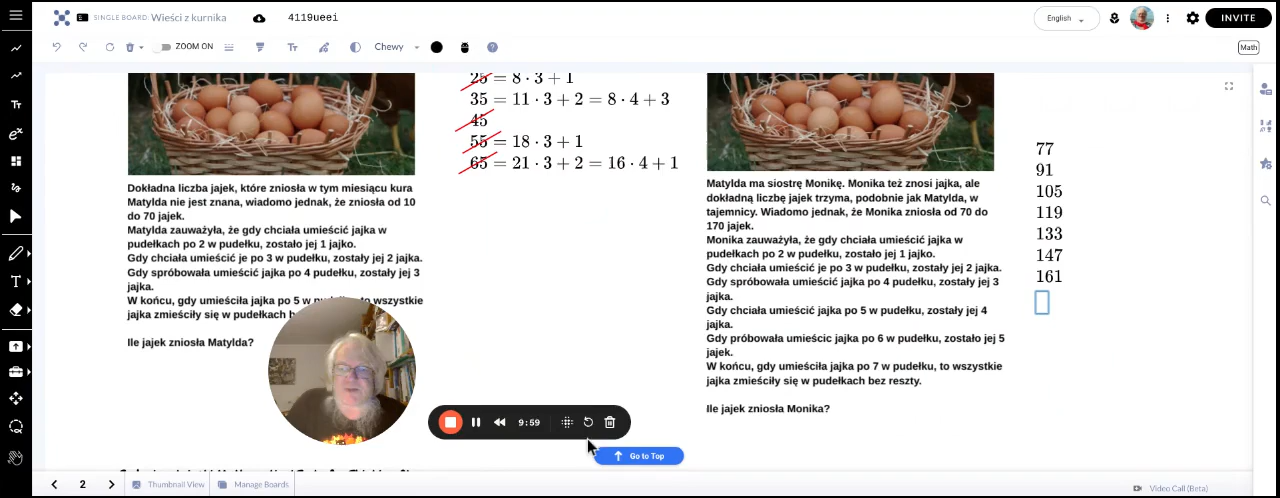 SINGLE BOARD: Wieści z kurnika 4119ueei English INVITE
ZOOM ON Tт Chewy Math
25 = 8 · 3 + 1
35 = 11 · 3 + 2 = 8 · 4 + 3
45
55 = 18 · 3 + 1
65 = 21 · 3 + 2 = 16 · 4 + 1
Dokładna liczba jajek, które zniosła w tym miesiącu kura
Matylda nie jest znana, wiadomo jednak, że zniosła od 10
do 70 jajek.
Matylda zauważyła, że gdy chciała umieścić jajka w
pudełkach po 2 w pudełku, zostało jej 1 jajko.
Gdy chciała umieścić je po 3 w pudełku, zostały jej 2 jajka.
Gdy spróbowała umieścić jajka po 4 pudełku, zostały jej 3
jajka.
W końcu, gdy umieściła jajka po 5 w to wszystkie
jajka zmieściły się w pudełkach
Ile jajek zniosła Matylda?
Matylda ma siostrę Monikę. Monika też znosi jajka, ale
dokładną liczbę jajek trzyma, podobnie jak Matylda, w
tajemnicy. Wiadomo jednak, że Monika zniosła od 70 do
170 jajek.
Monika zauważyła, że gdy chciała umieścić jajka w
pudełkach po 2 w pudełku, zostało jej 1 jajko.
Gdy chciała umieścić je po 3 w pudełku, zostały jej 2 jajka.
Gdy spróbowała umieścić jajka po 4 pudełku, zostały jej 3
jajka.
Gdy chciała umieścić jajka po 5 w pudełku, zostały jej 4
jajka.
Gdy próbowała umieścic jajka po 6 w pudełku, zostało jej 5
jajek.
W końcu, gdy umieściła jajka po 7 w pudełku, to wszystkie
jajka zmieściły się w pudełkach bez reszty.
Ile jajek zniosła Monika?
77
91
105
119
133
147
161
9:59
Go to Top
2 Thumbnail View Manage Boards Video Call (Beta)